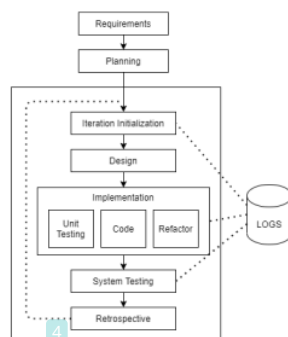 Requirements
Planning
Iteration Initialization
Design
Implementation
Unit
Testing
Code
Refactor
LOGS
System Testing
Retrospective
4